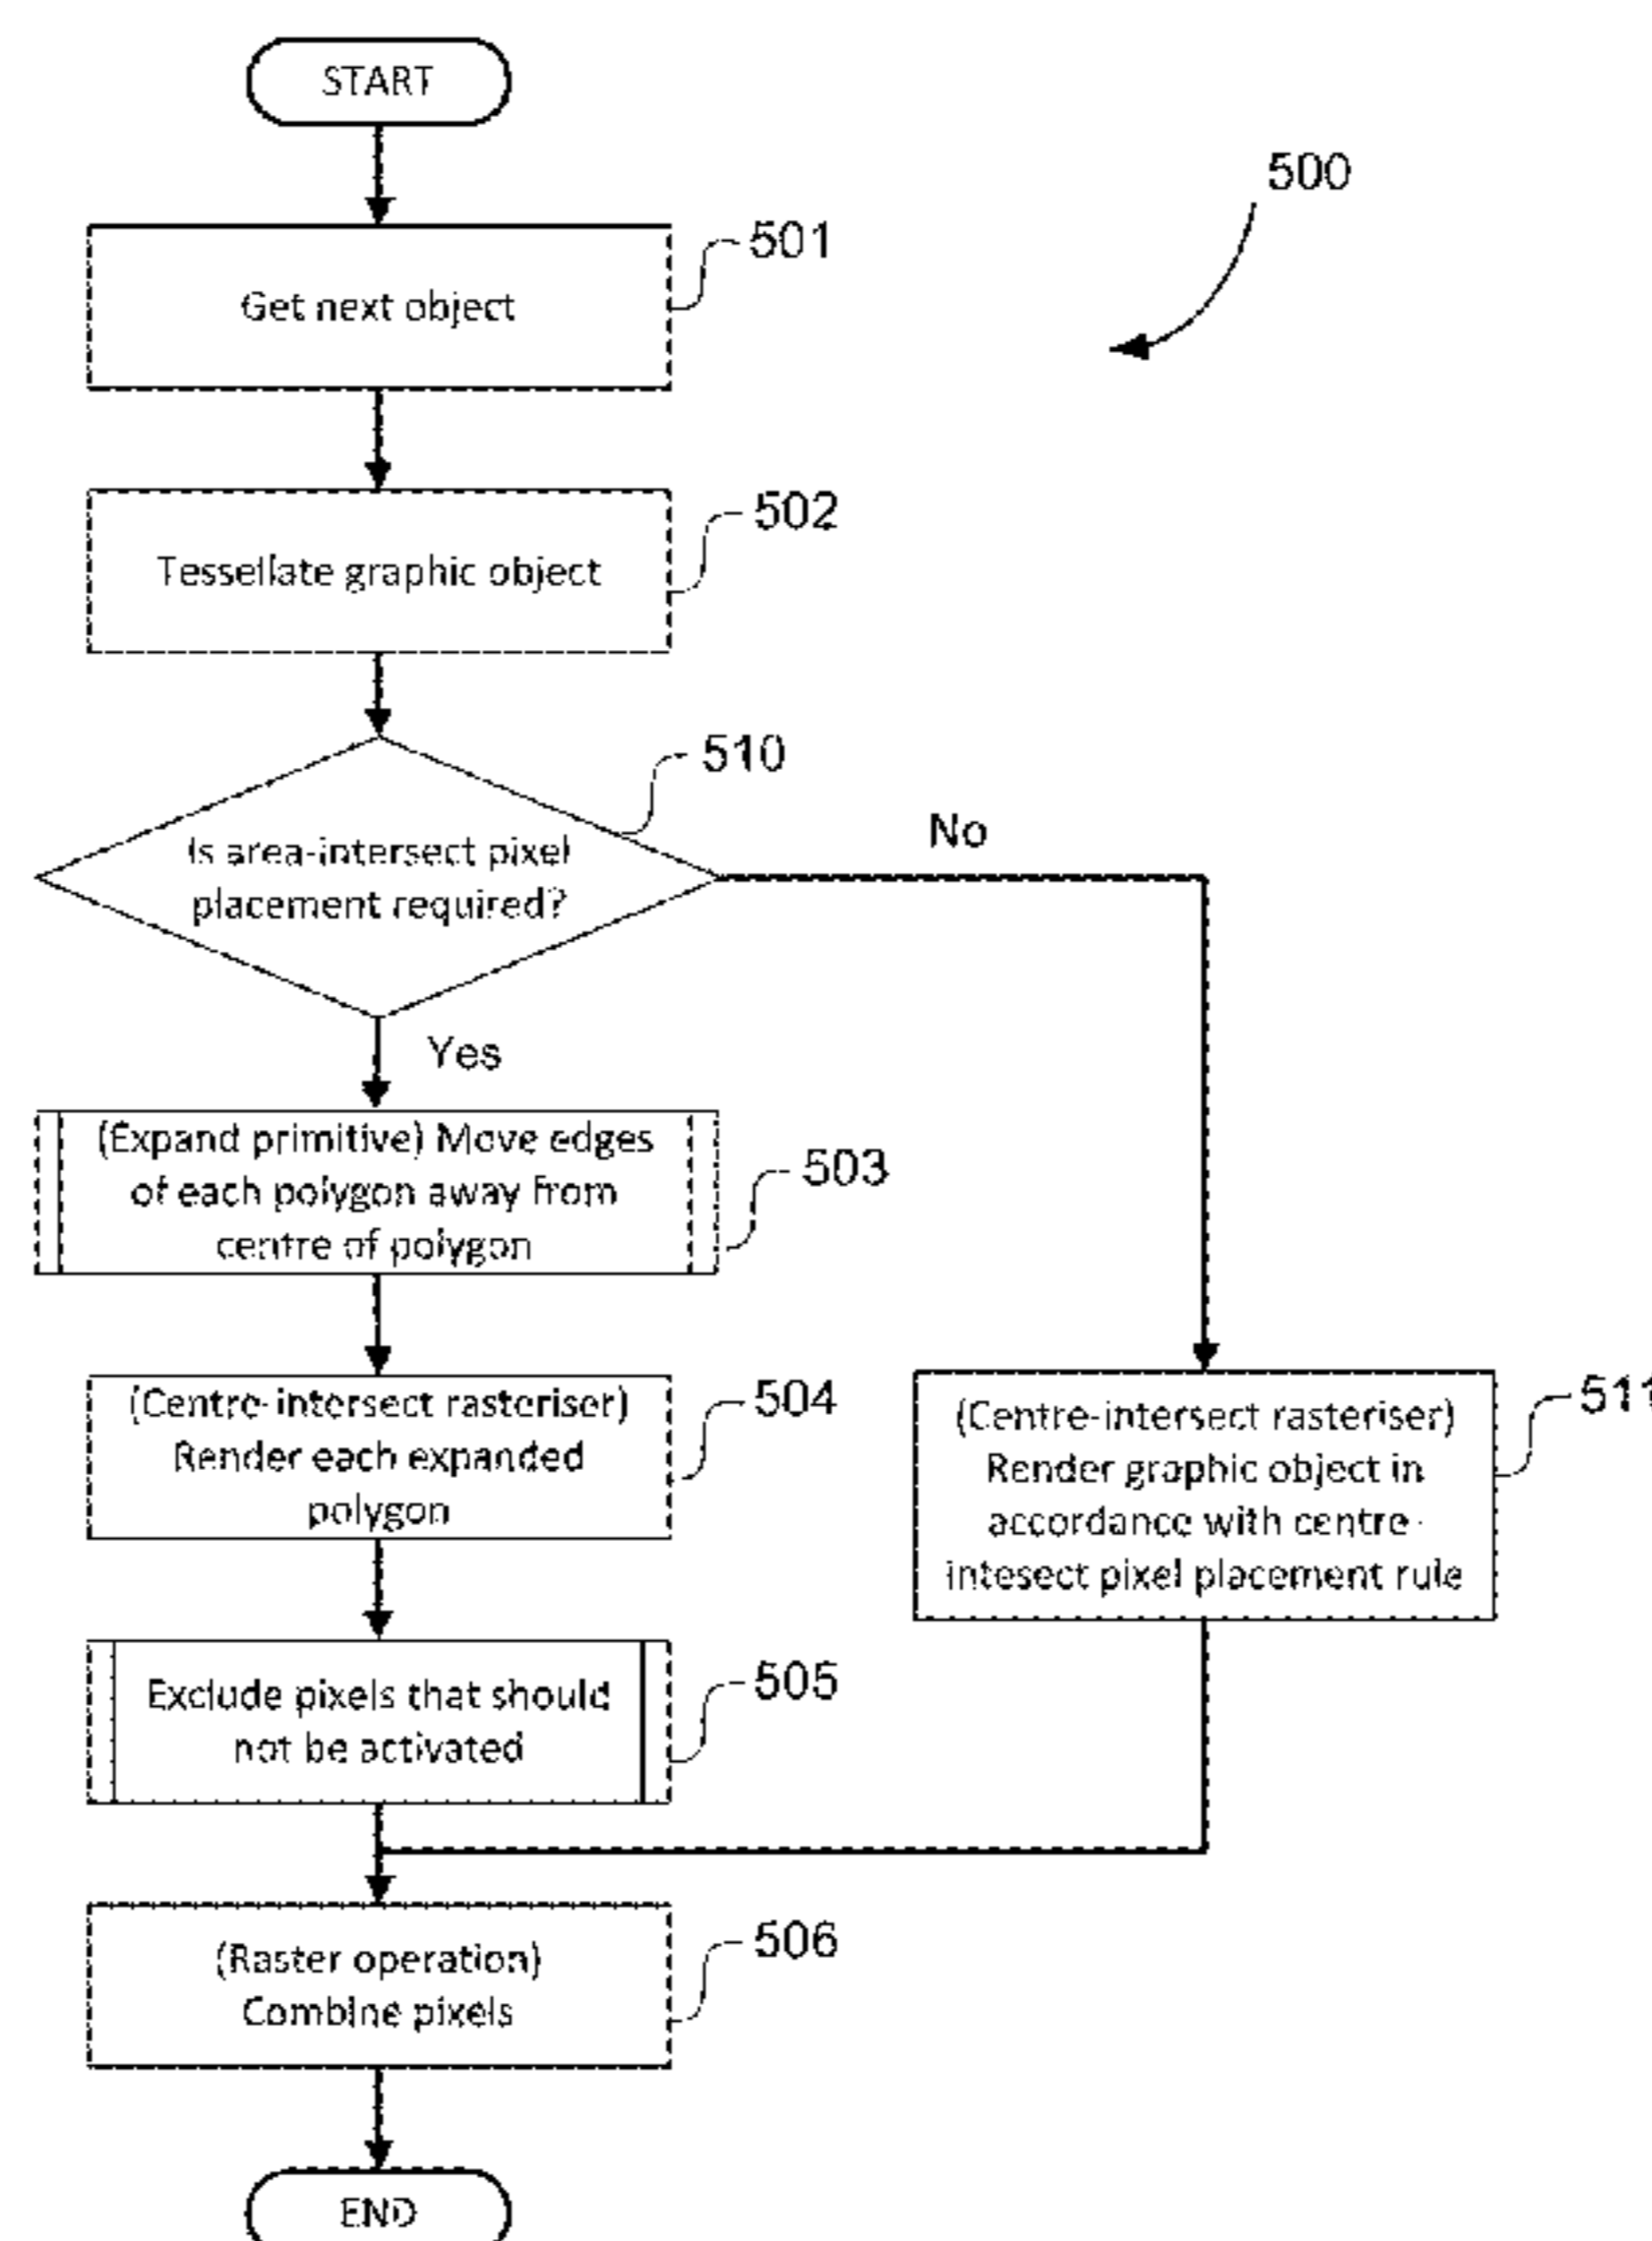 START
500
501
Get next object
502
Tessellate graphic object
510
Is area-intersect pixel
placement required?
No
Yes
(Expand primitive) Move edges
of each polygon away from
centre of polygon
503
(Centre-intersect rasteriser)
Render each expanded
polygon
504
(Centre-intersect rasteriser)
Render graphic object in
accordance with centre-
intesect pixel placement rule
511
Exclude pixels that should
not be activated
505
(Raster operation)
Combine pixels
506
END